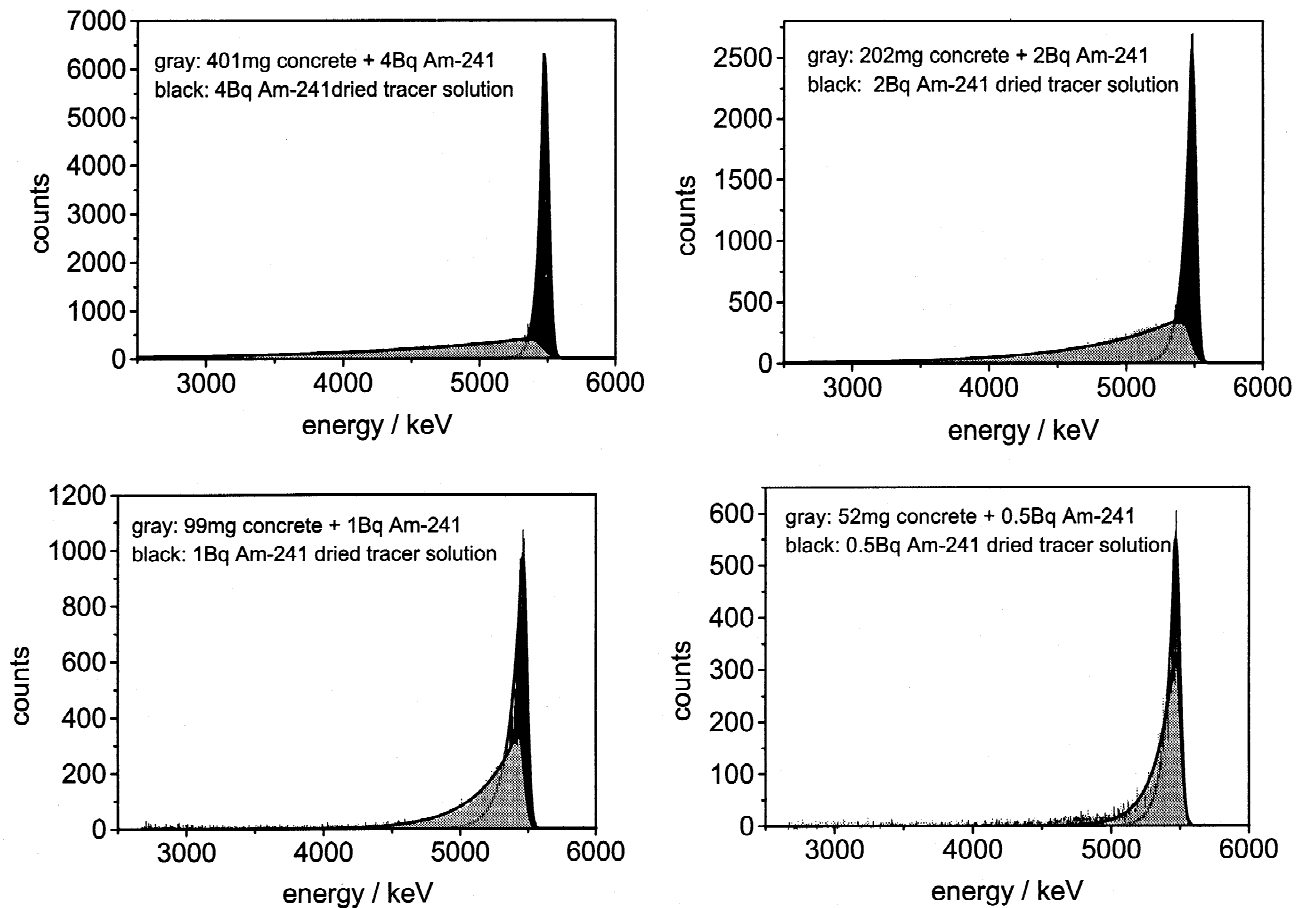 7000
6000
5000
4000
3000
2000
1000
0
counts
gray: 401mg concrete + 4Bq Am-241
black: 4Bq Am-241dried tracer solution
3000 4000 5000 6000
energy / keV
2500
2000
1500
1000
500
0
counts
gray: 202mg concrete + 2Bq Am-241
black: 2Bq Am-241 dried tracer solution
3000 4000 5000 6000
energy / keV
1200
1000
800
600
400
200
0
counts
gray: 99mg concrete + 1Bq Am-241
black: 1Bq Am-241 dried tracer solution
3000 4000 5000 6000
energy / keV
600
500
400
300
200
100
0
counts
gray: 52mg concrete + 0.5Bq Am-241
black: 0.5Bq Am-241 dried tracer solution
3000 4000 5000 6000
energy / keV